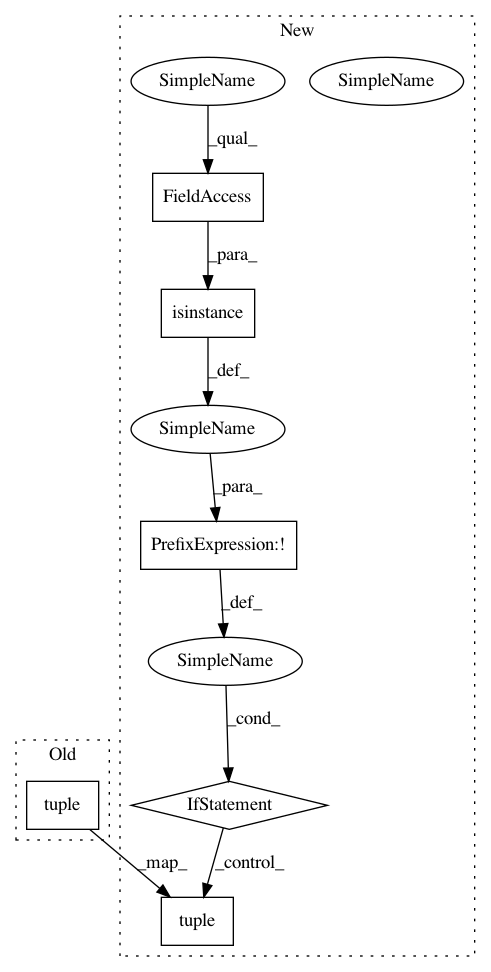 New
SimpleName SimpleName
_qual_
FieldAccess
_para_
isinstance
_def_
SimpleName
_para_
PrefixExpression:!
_def_
SimpleName
_cond_
Old
tuple
IfStatement
_map_
_control_
tuple